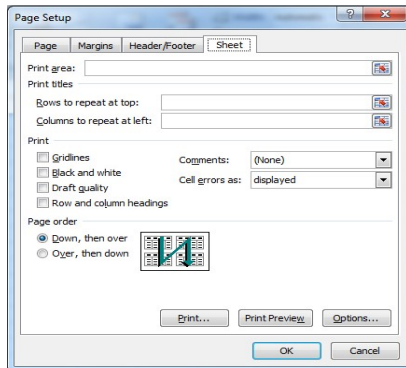 Page Setup
Page Margins Header/Footer Sheet
Print area:
Print titles
Rows to repeat at top:
Columns to repeat at left:
Print
Gridlines Comments: (None)
Black and white Cell errors as: displayed
Draft quality
Row and column headings
Page order
Down, then over
Over, then down
Print... Print Preview Options...
OK Cancel